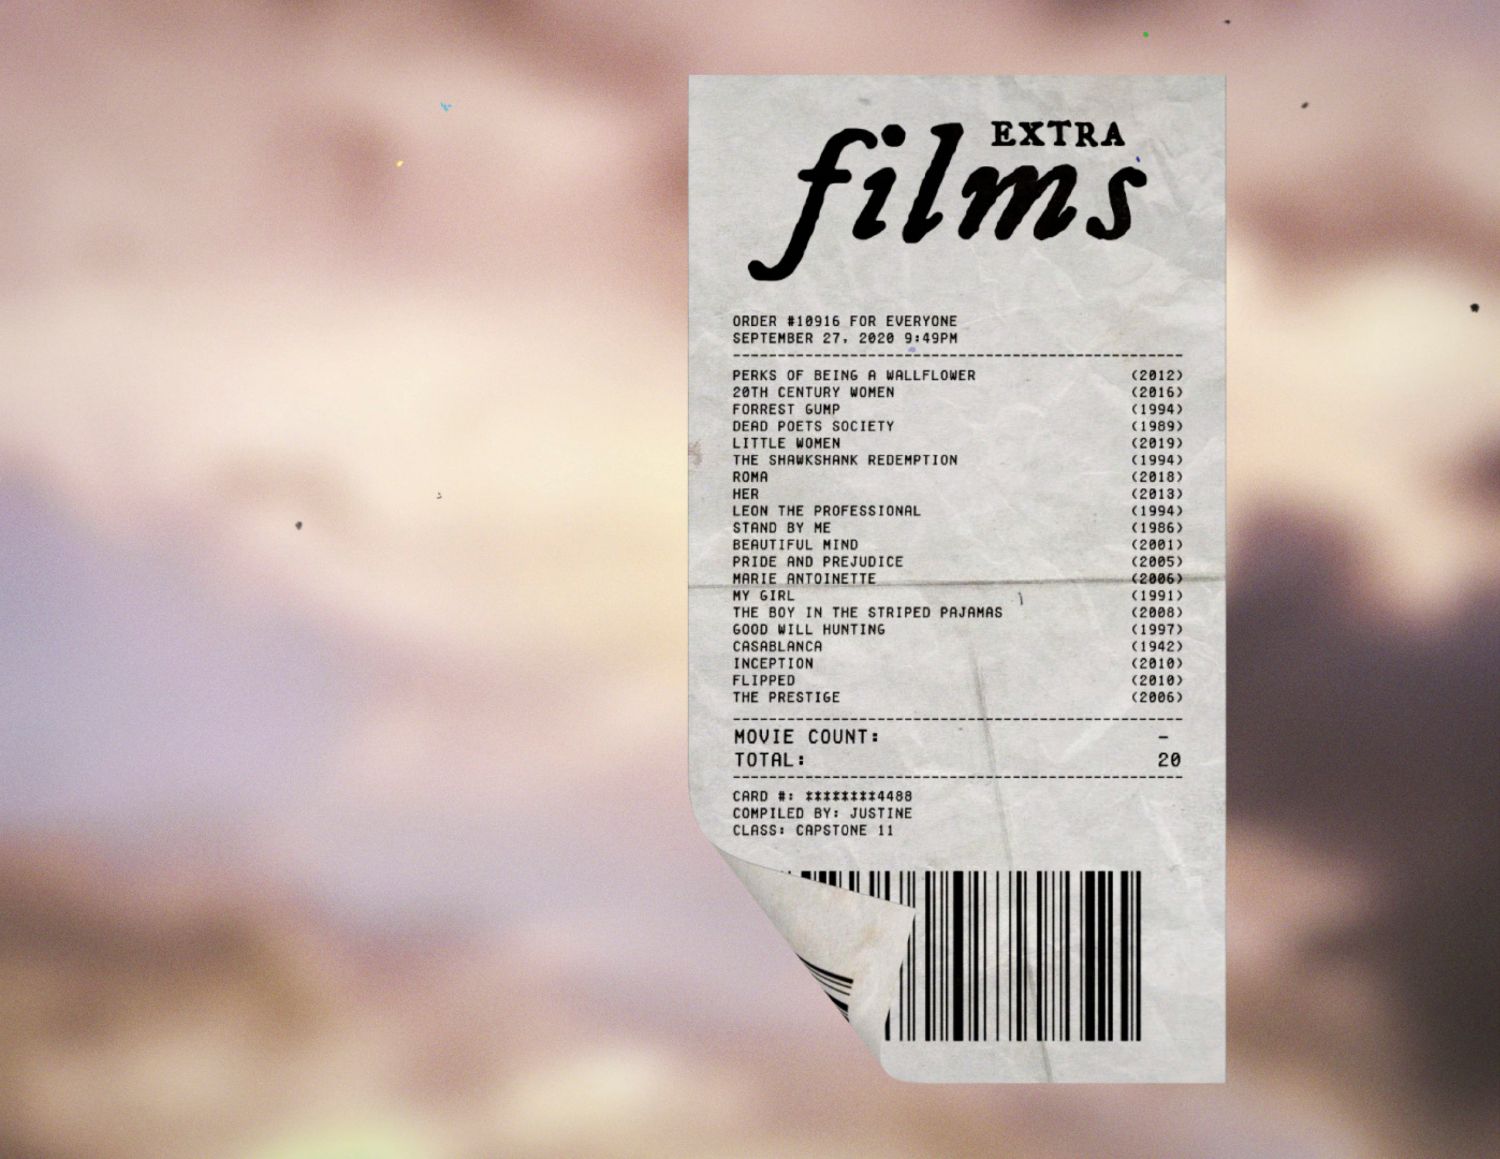 EXTRA
films
ORDER #10916 FOR EVERYONE
SEPTEMBER 27, 2020 9:49PM
PERKS OF BEING A WALLFLOWER (2012)
20TH CENTURY WOMEN (2016)
FORREST GUMP (1994)
DEAD POETS SOCIETY (1989)
LITTLE WOMEN (2019)
THE SHAWKSHANK REDEMPTION (1994)
ROMA (2018)
HER (2013)
LEON THE PROFESSIONAL (1994)
STAND BY ME (1986)
BEAUTIFUL MIND (2001)
PRIDE AND PREJUDICE (2005)
MARIE ANTOINETTE (2006)
MY GIRL (1991)
THE BOY IN THE STRIPED PAJAMAS (2008)
GOOD WILL HUNTING (1997)
CASABLANCA (1942)
INCEPTION (2010)
FLIPPED (2010)
THE PRESTIGE (2006)
MOVIE COUNT: -
TOTAL: 20
CARD #: ********4488
COMPILED BY: JUSTINE
CLASS: CAPSTONE 11